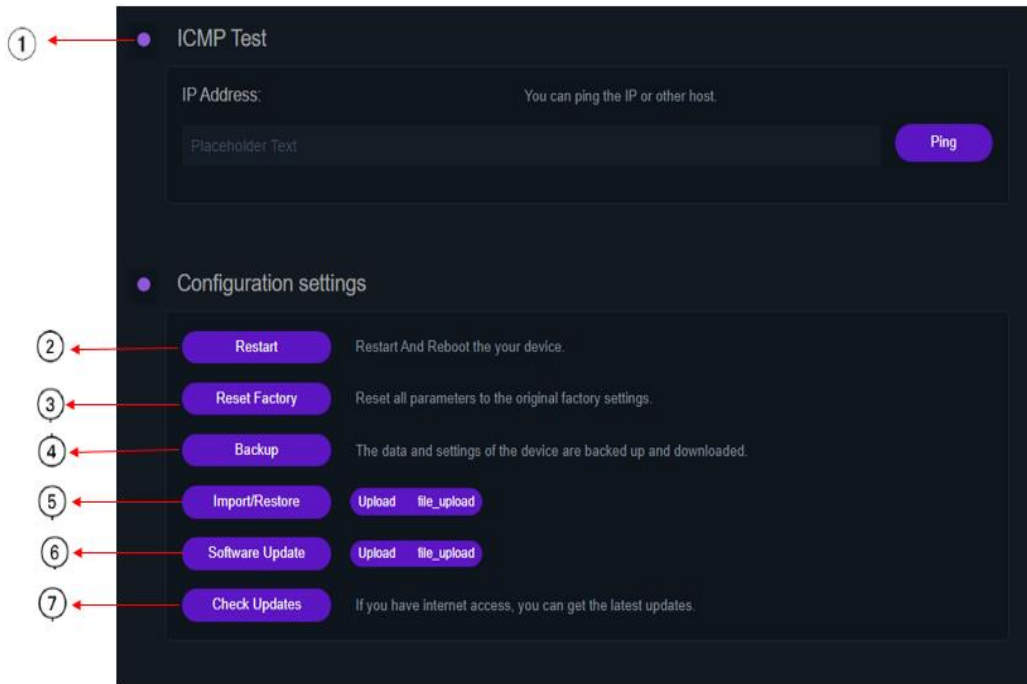 1 ICMP Test
IP Address: You can ping the IP or other host.
Placeholder Text Ping
Configuration settings
2 Restart Restart And Reboot the your device.
3 Reset Factory Reset all parameters to the original factory settings.
4 Backup The data and settings of the device are backed up and downloaded.
5 Import/Restore Upload file_upload
6 Software Update Upload file_upload
7 Check Updates If you have internet access, you can get the latest updates.